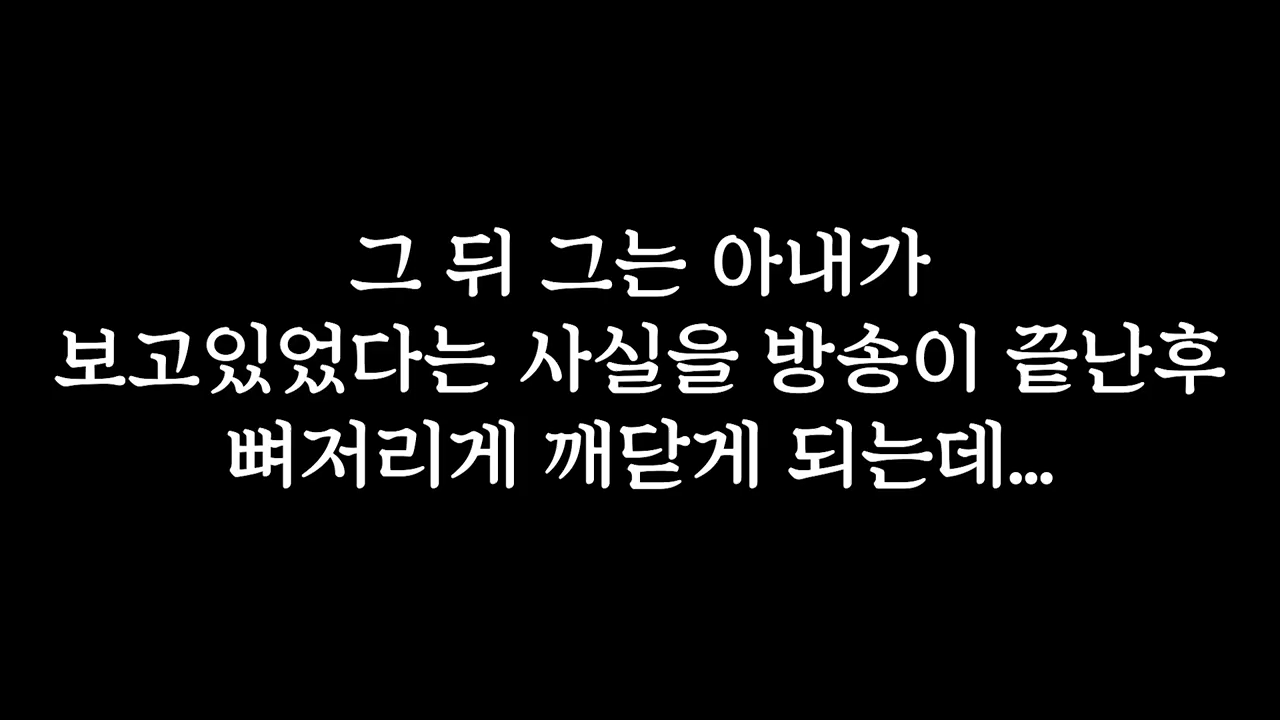 그 뒤 그는 아내가
보고있었다는 사실을 방송이 끝난후
뼈저리게 깨닫게 되는데...